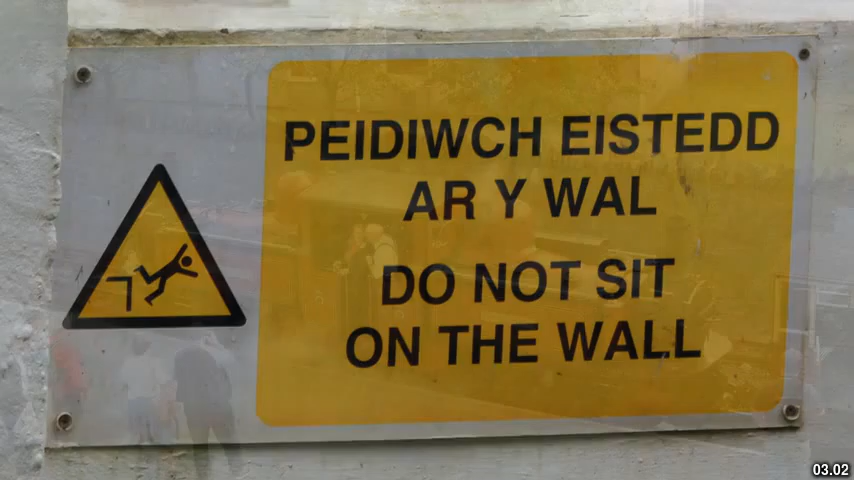 PEIDIWCH EISTEDD
AR Y WAL
DO NOT SIT
ON THE WALL
03.02